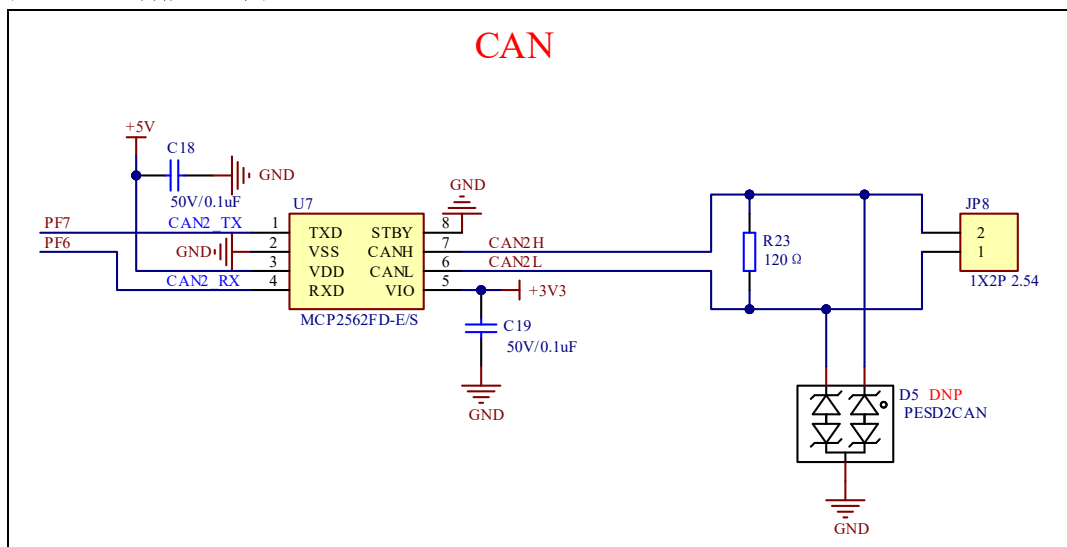 CAN
+5V
C18
GND
50V/0.1uF
GND
U7
PF7
CAN2_TX
1
TXD
STBY
8
PF6
GND
2
VSS
CANH
7
CAN2H
3
VDD
CANL
6
CAN2L
CAN2_RX
4
RXD
VIO
5
+3V3
MCP2562FD-E/S
C19
50V/0.1uF
GND
R23
120 Ω
JP8
2
1
1X2P 2.54
D5 DNP
PESD2CAN
GND